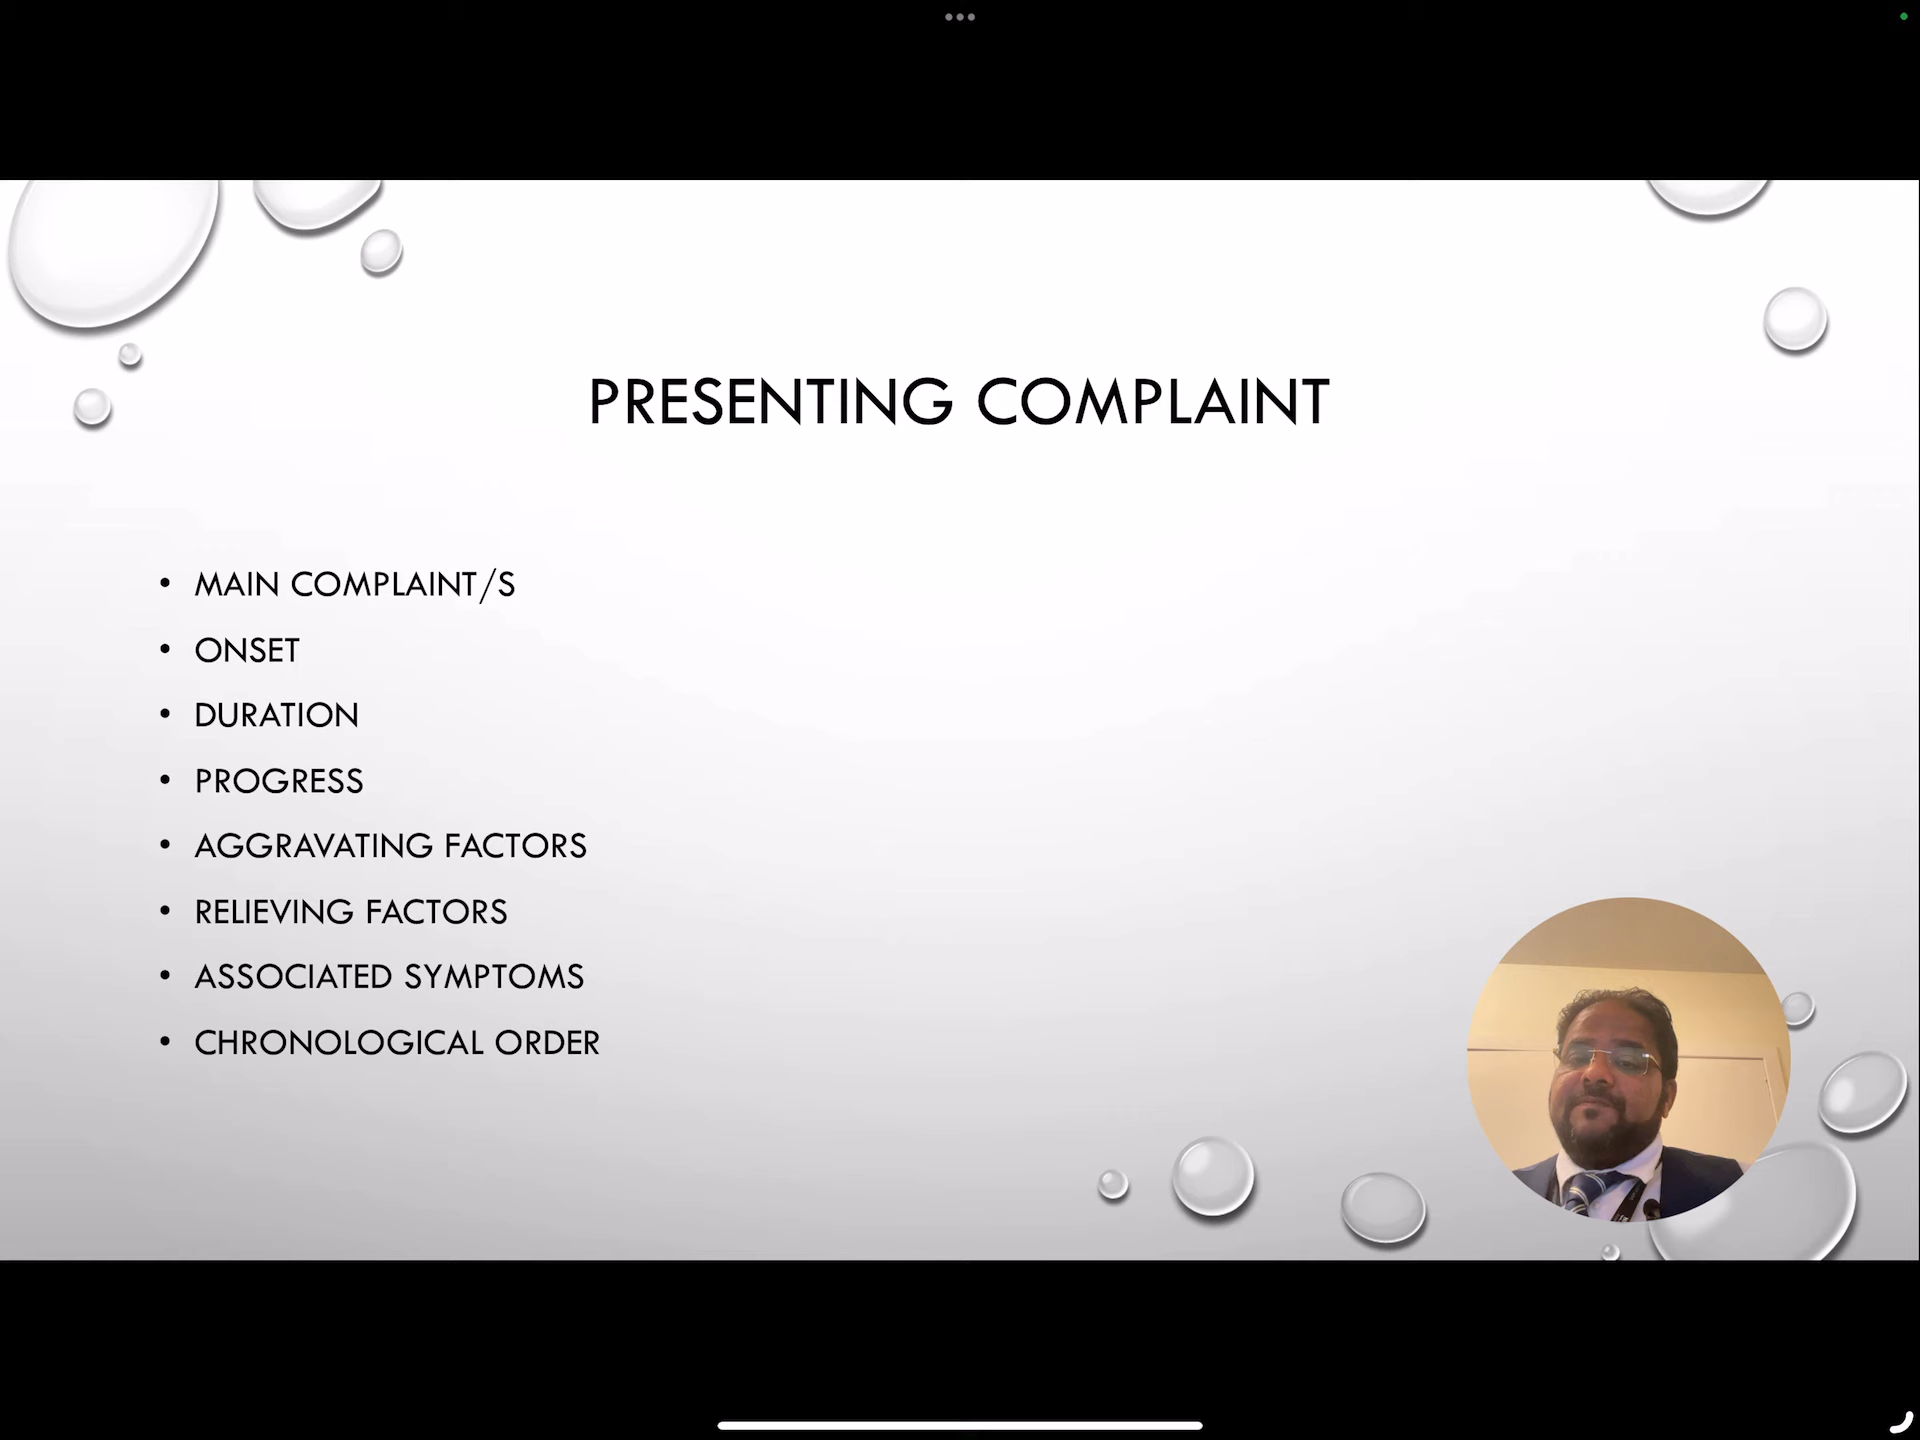 PRESENTING COMPLAINT
• MAIN COMPLAINT/S
• ONSET
• DURATION
• PROGRESS
• AGGRAVATING FACTORS
• RELIEVING FACTORS
• ASSOCIATED SYMPTOMS
• CHRONOLOGICAL ORDER